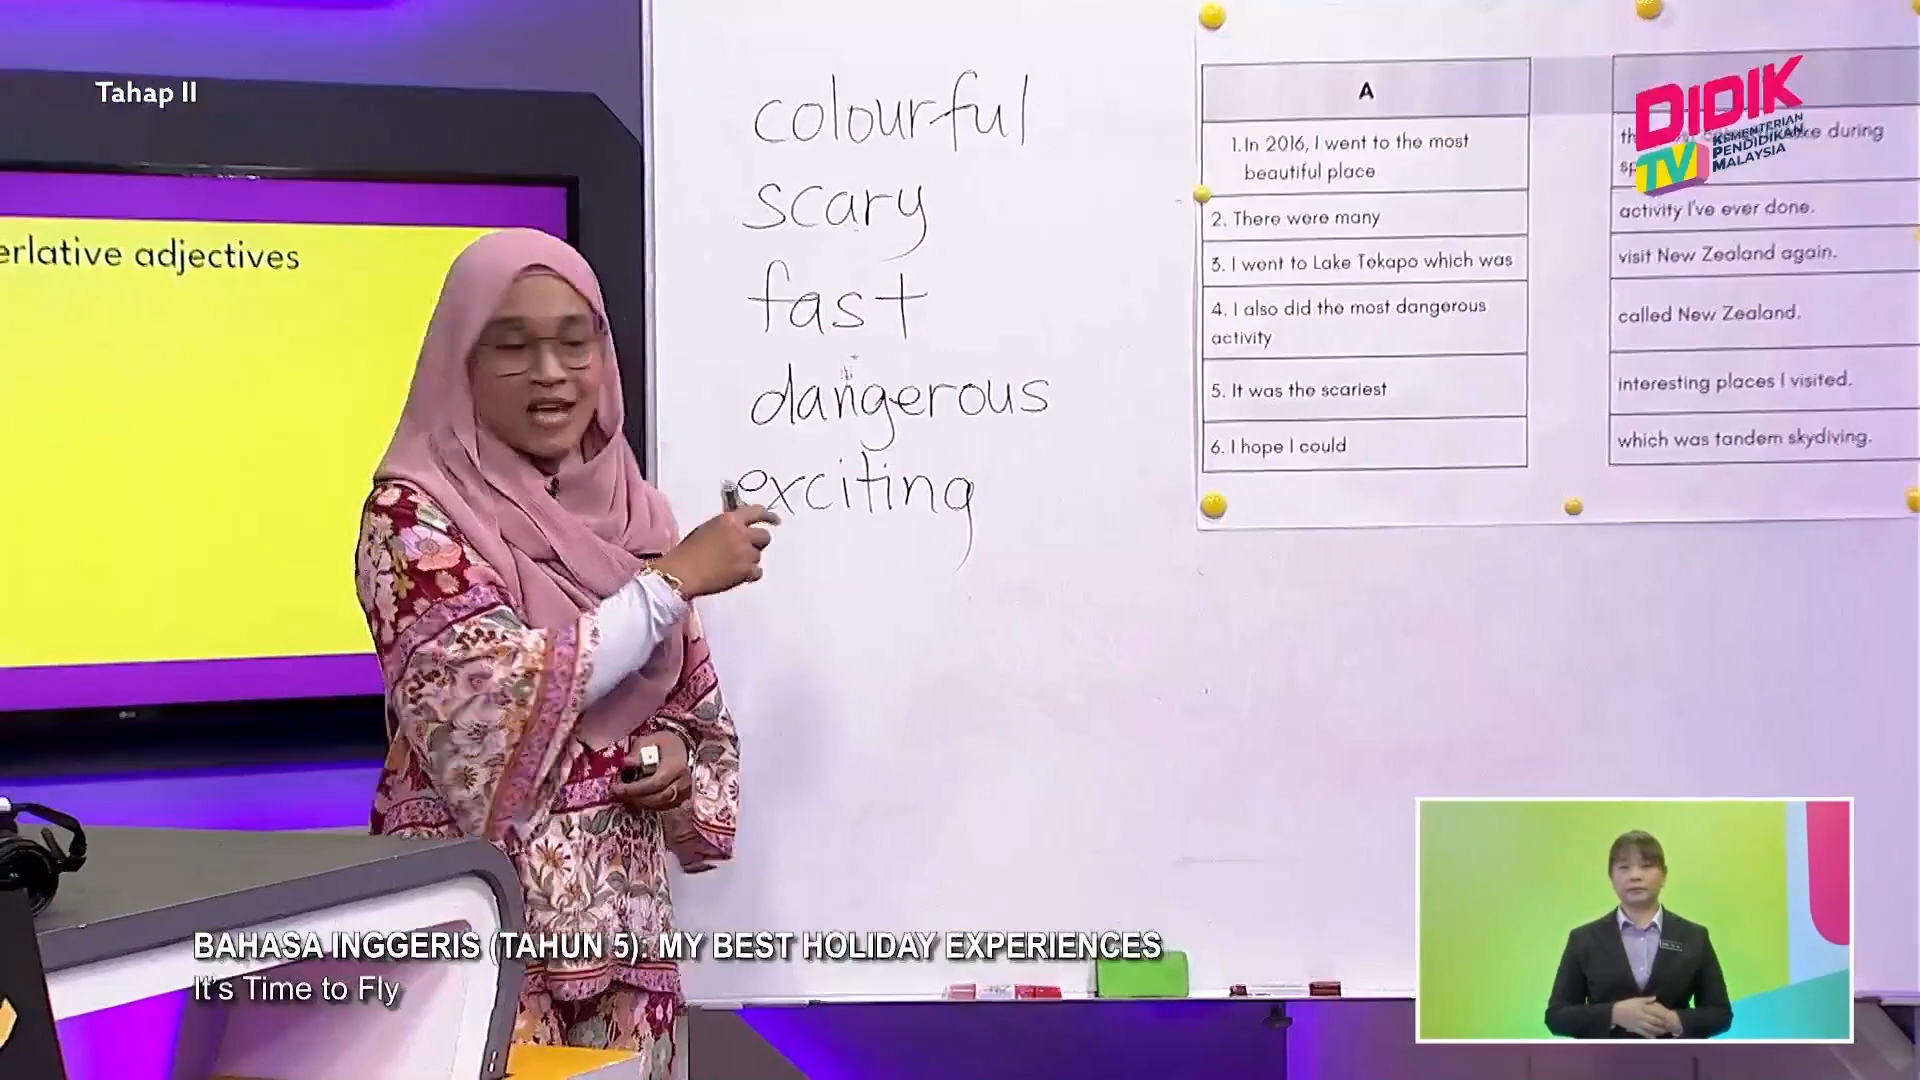 Tahap II
erlative adjectives
colourful
scary
fast
dangerous
exciting
A
1. In 2016, I went to the most
beautiful place
2. There were many
3. I went to Lake Tekapo which was
4. I also did the most dangerous
activity
5. It was the scariest
6. I hope I could
during
activity I've ever done.
visit New Zealand again.
called New Zealand.
interesting places I visited.
which was tandem skydiving.
DIDIK
TV
KEMENTERIAN
PENDIDIKAN
MALAYSIA
BAHASA INGGERIS (TAHUN 5): MY BEST HOLIDAY EXPERIENCES
It's Time to Fly